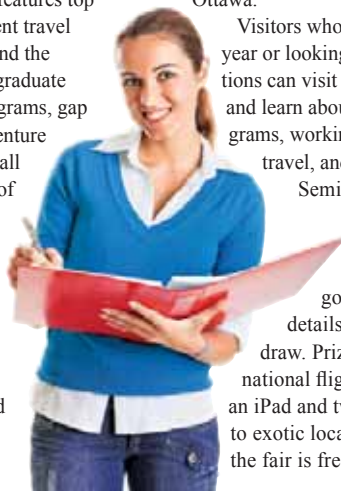 features top
ent travel
nd the
graduate
grams, gap
enture
all
of
d
Ottawa.
Visitors who
year or looking
tions can visit
and learn abou
grams, workin
travel, and
Semi
go
details
draw. Priz
national flig
an iPad and tw
to exotic loca
the fair is fre